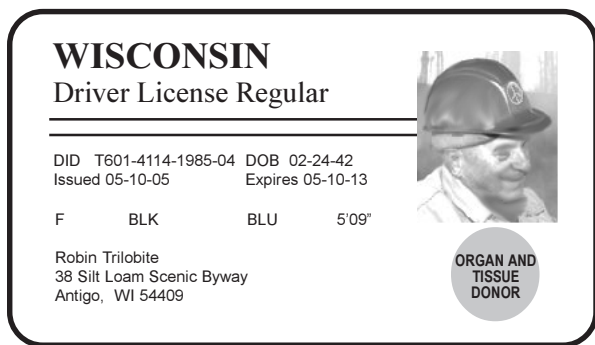 WISCONSIN
Driver License Regular
DID T601-4114-1985-04 DOB 02-24-42
Issued 05-10-05 Expires 05-10-13
F BLK BLU 5'09"
Robin Trilobite
38 Silt Loam Scenic Byway
Antigo, WI 54409
ORGAN AND
TISSUE
DONOR